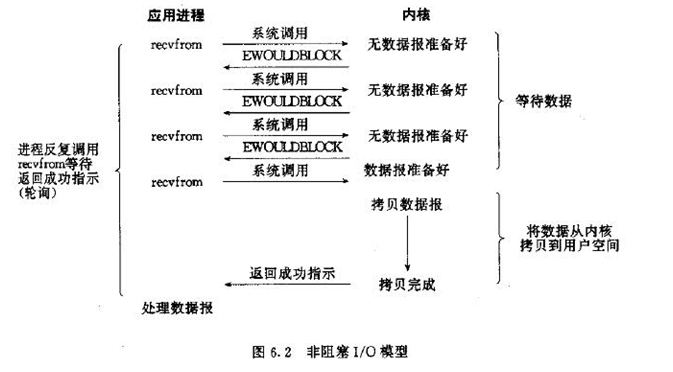 应用进程 内核
recvfrom 系统调用 无数据报准备好
EWOULDBLOCK
recvfrom 系统调用 无数据报准备好
EWOULDBLOCK
等待数据
recvfrom 系统调用 无数据报准备好
EWOULDBLOCK
进程反复调用
recvfrom等待
返回成功指示
(轮询)
recvfrom 系统调用 数据报准备好
拷贝数据报
将数据从内核
拷贝到用户空间
返回成功指示 拷贝完成
处理数据报
图 6.2 非阻塞 I/O 模型